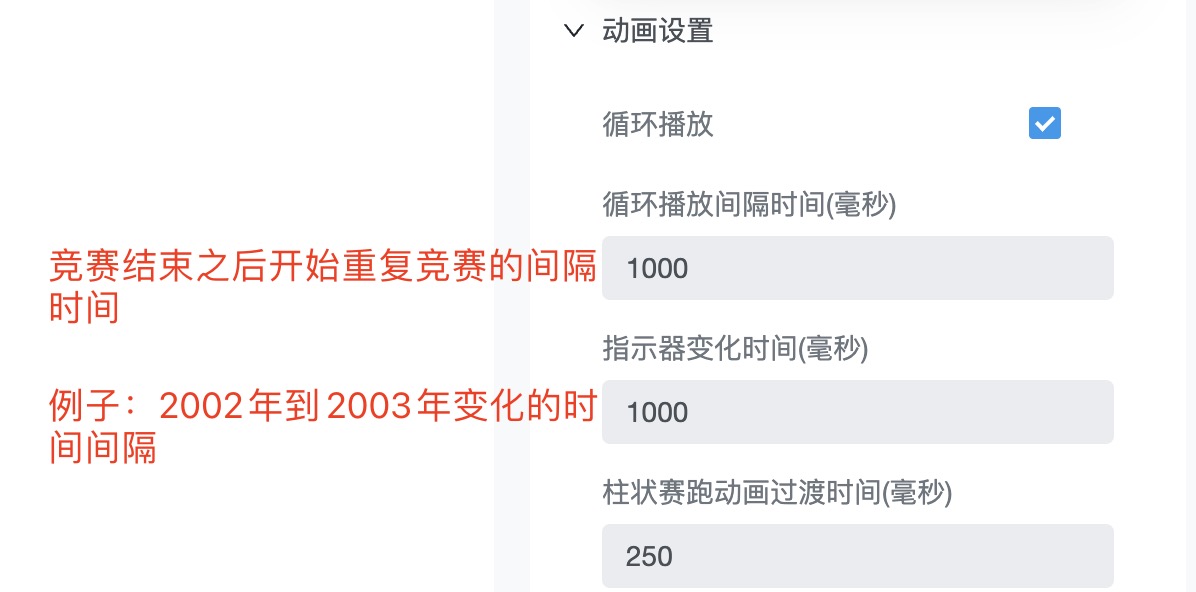 动画设置
循环播放
循环播放间隔时间(毫秒)
竞赛结束之后开始重复竞赛的间隔
时间
1000
指示器变化时间(毫秒)
例子：2002年到2003年变化的时
间间隔
1000
柱状赛跑动画过渡时间(毫秒)
250